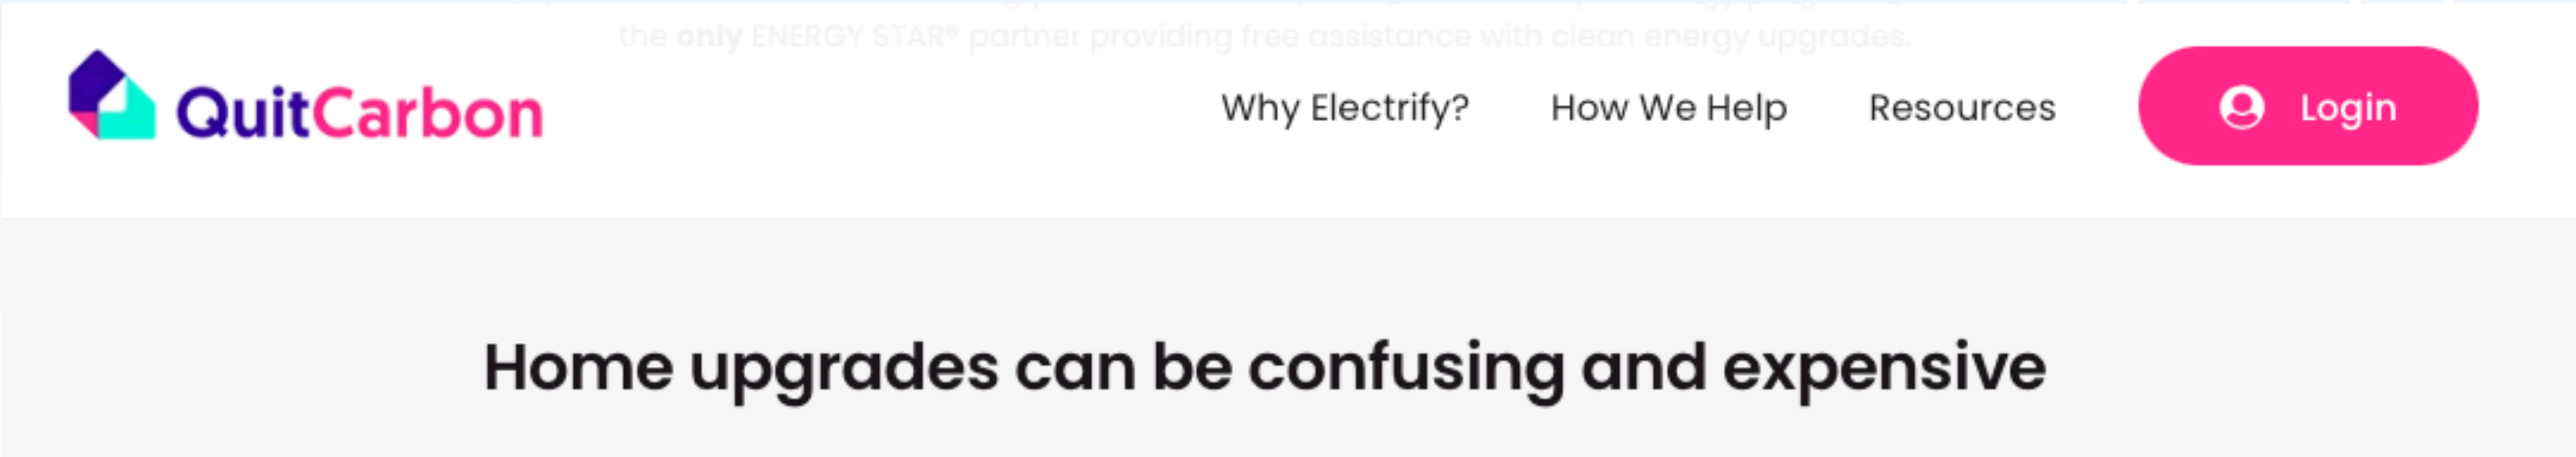 the only ENERGY STAR® partner providing free assistance with clean energy upgrades.
QuitCarbon
Why Electrify?
How We Help
Resources
Login
Home upgrades can be confusing and expensive